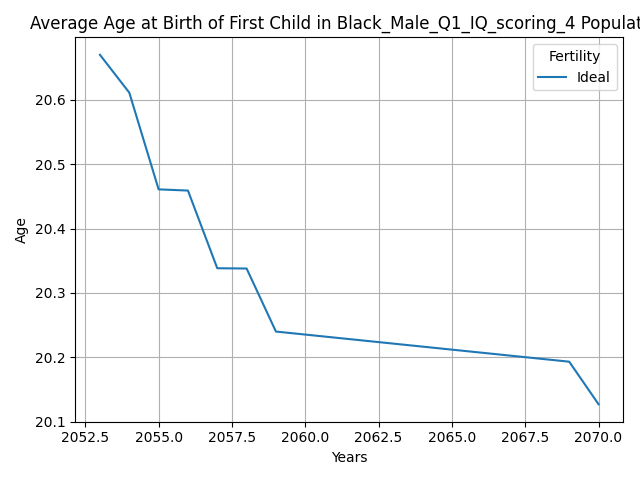 Average Age at Birth of First Child in Black_Male_Q1_IQ_scoring_4 Populat
Fertility
Ideal
Age
20.6
20.5
20.4
20.3
20.2
20.1
2052.5 2055.0 2057.5 2060.0 2062.5 2065.0 2067.5 2070.0
Years